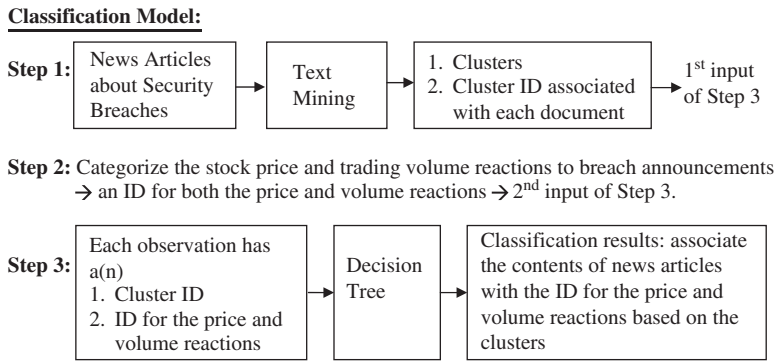 Classification Model:
Step 1:
News Articles
about Security
Breaches
Text
Mining
1. Clusters
2. Cluster ID associated
with each document
1st input
of Step 3
Step 2: Categorize the stock price and trading volume reactions to breach announcements
→ an ID for both the price and volume reactions → 2nd input of Step 3.
Step 3:
Each observation has
a(n)
1. Cluster ID
2. ID for the price and
volume reactions
Decision
Tree
Classification results: associate
the contents of news articles
with the ID for the price and
volume reactions based on the
clusters